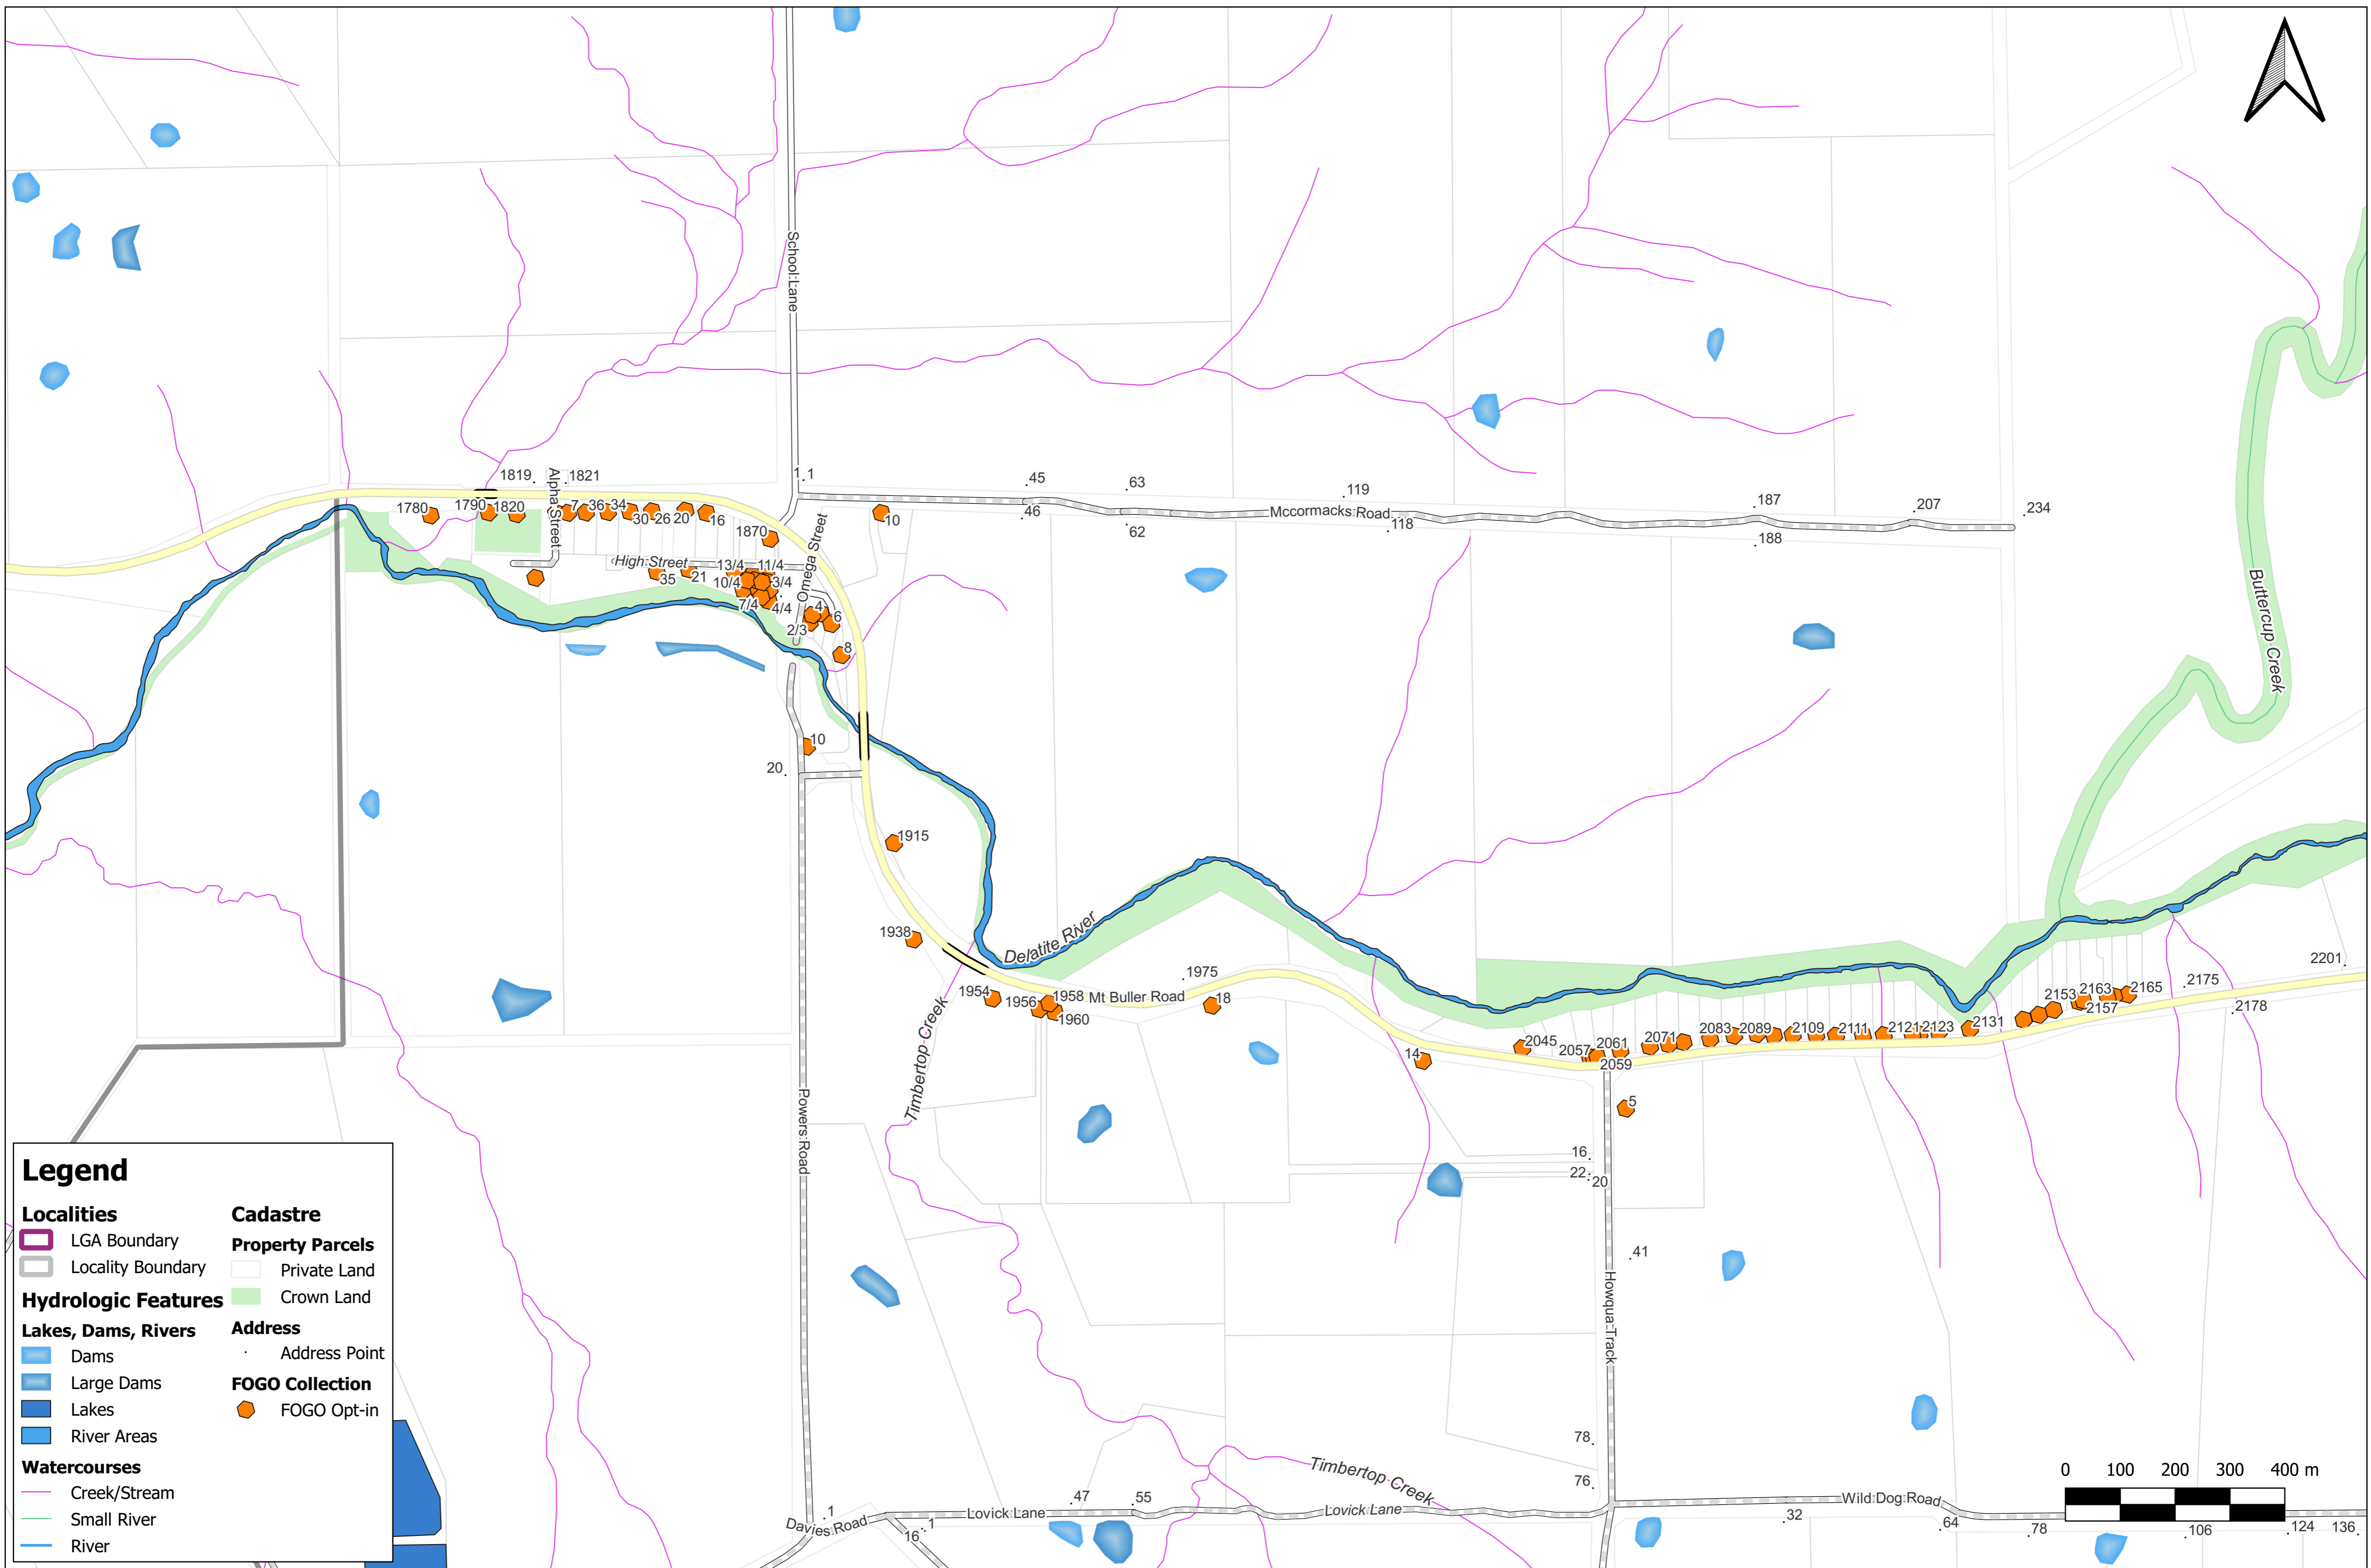 School Lane
1819
Alpha Street
1821
1.1
.45
.63
.119
.187
.207
.234
1780
1790
1820
7
36
34
30
26
20
16
10
.46
.62
Mccormacks Road
.118
.188
1870
Omega Street
High Street
35
21
13/4
11/4
10/4
3/4
7/4
4/4
4
6
2/3
8
Buttercup Creek
10
20.
1915
1938
Delatite River
1954
1956
1958
1960
Mt Buller Road
.1975
18
Timbertop Creek
14
2045
2057
2061
2059
2071
2083
2089
2109
2111
2121
2123
2131
2153
2163
2157
2165
.2175
2201.
.2178
Powers Road
5
16.
22.
.20
.41
Howqua Track
78.
76.
Timbertop Creek
.47
.55
.1
Davies Road
16.
.1
Lovick Lane
Lovick Lane
Wild Dog Road
.32
.64
.78
.106
.124
136.
0 100 200 300 400 m
Legend
Localities
LGA Boundary
Locality Boundary
Hydrologic Features
Lakes, Dams, Rivers
Dams
Large Dams
Lakes
River Areas
Watercourses
Creek/Stream
Small River
River
Cadastre
Property Parcels
Private Land
Crown Land
Address
Address Point
FOGO Collection
FOGO Opt-in